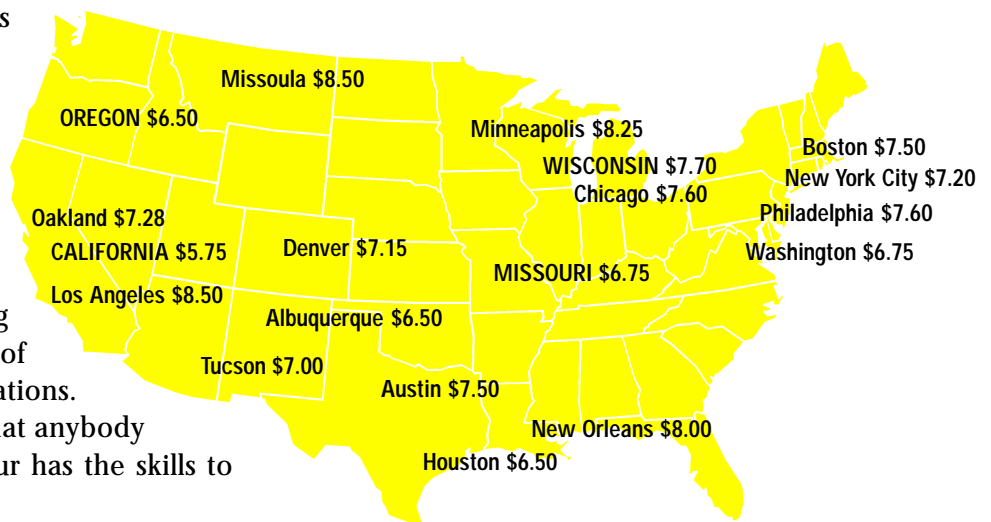 s
Missoula $8.50
OREGON $6.50
Minneapolis $8.25
WISCONSIN $7.70
Chicago $7.60
Boston $7.50
New York City $7.20
Philadelphia $7.60
Washington $6.75
Oakland $7.28
CALIFORNIA $5.75
Los Angeles $8.50
Denver $7.15
MISSOURI $6.75
Albuquerque $6.50
Tucson $7.00
Austin $7.50
New Orleans $8.00
Houston $6.50
g
of
ations.
at anybody
ur has the skills to